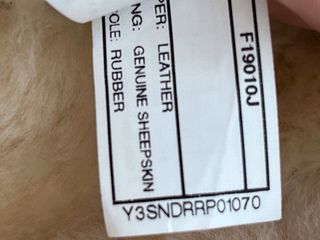 F19010J
PER: LEATHER
NG: GENUINE SHEEPSKIN
OLE: RUBBER
Y3SNDRRP01070